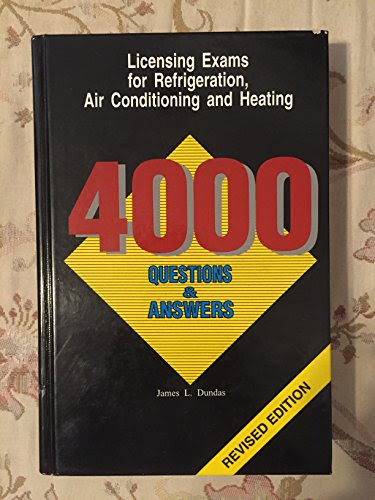 Licensing Exams
for Refrigeration,
Air Conditioning and Heating
4000
QUESTIONS
&
ANSWERS
James L. Dundas
REVISED EDITION